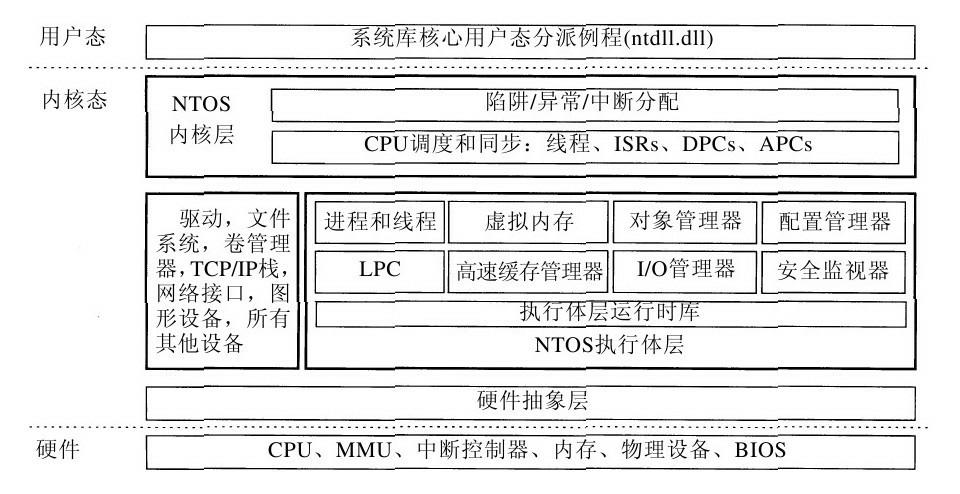 用户态
系统库核心用户态分派例程(ntdll.dll)
内核态
NTOS
内核层
陷阱/异常/中断分配
CPU调度和同步：线程、ISRs、DPCs、APCs
驱动，文件
系统，卷管理
器，TCP/IP栈，
网络接口，图
形设备，所有
其他设备
进程和线程
虚拟内存
对象管理器
配置管理器
LPC
高速缓存管理器
I/O管理器
安全监视器
执行体层运行时库
NTOS执行体层
硬件抽象层
硬件
CPU、MMU、中断控制器、内存、物理设备、BIOS